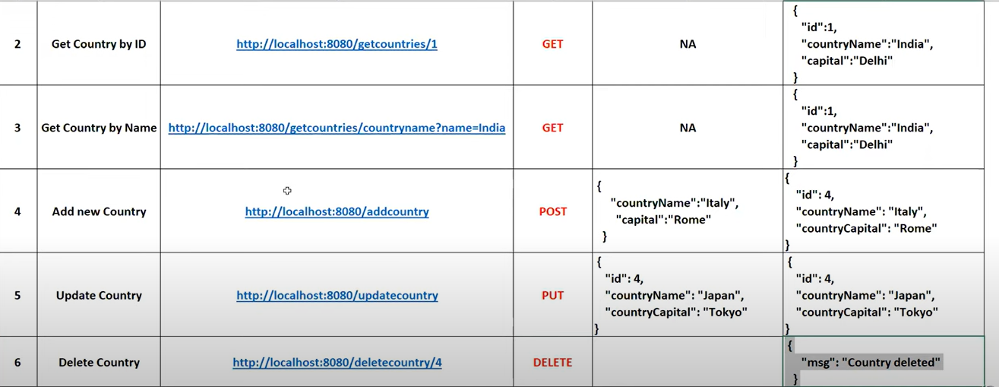 2
Get Country by ID
http://localhost:8080/getcountries/1
GET
NA
{
"id":1,
"countryName":"India",
"capital":"Delhi"
}
3
Get Country by Name
http://localhost:8080/getcountries/countryname?name=India
GET
NA
{
"id":1,
"countryName":"India",
"capital":"Delhi"
}
4
Add new Country
http://localhost:8080/addcountry
POST
{
"countryName":"Italy",
"capital":"Rome"
}
{
"id": 4,
"countryName": "Italy",
"countryCapital": "Rome"
}
5
Update Country
http://localhost:8080/updatecountry
PUT
{
"id": 4,
"countryName": "Japan",
"countryCapital": "Tokyo"
}
{
"id": 4,
"countryName": "Japan",
"countryCapital": "Tokyo"
}
6
Delete Country
http://localhost:8080/deletecountry/4
DELETE
{
"msg": "Country deleted"
}